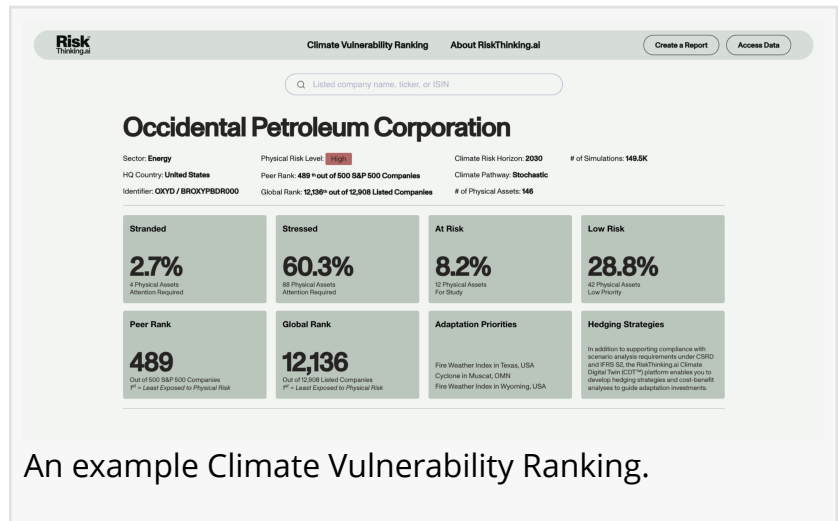 Risk
Thinking.ai
Climate Vulnerability Ranking
About RiskThinking.ai
Create a Report
Access Data
Listed company name, ticker, or ISIN
Occidental Petroleum Corporation
Sector: Energy
Physical Risk Level: High
Climate Risk Horizon: 2030
# of Simulations: 149.5K
HQ Country: United States
Peer Rank: 489 th out of 500 S&P 500 Companies
Climate Pathway: Stochastic
Identifier: OXYD / BROXYPBDR000
Global Rank: 12,136th out of 12,908 Listed Companies
# of Physical Assets: 146
Stranded
2.7%
4 Physical Assets
Attention Required
Stressed
60.3%
88 Physical Assets
Attention Required
At Risk
8.2%
12 Physical Assets
For Study
Low Risk
28.8%
42 Physical Assets
Low Priority
Peer Rank
489
Out of 500 S&P 500 Companies
1st = Least Exposed to Physical Risk
Global Rank
12,136
Out of 12,908 Listed Companies
1st = Least Exposed to Physical Risk
Adaptation Priorities
Fire Weather Index in Texas, USA
Cyclone in Muscat, OMN
Fire Weather Index in Wyoming, USA
Hedging Strategies
In addition to supporting compliance with
scenario analysis requirements under CSRD
and IFRS S2, the RiskThinking.ai Climate
Digital Twin (CDT™) platform enables you to
develop hedging strategies and cost-benefit
analyses to guide adaptation investments.
An example Climate Vulnerability Ranking.